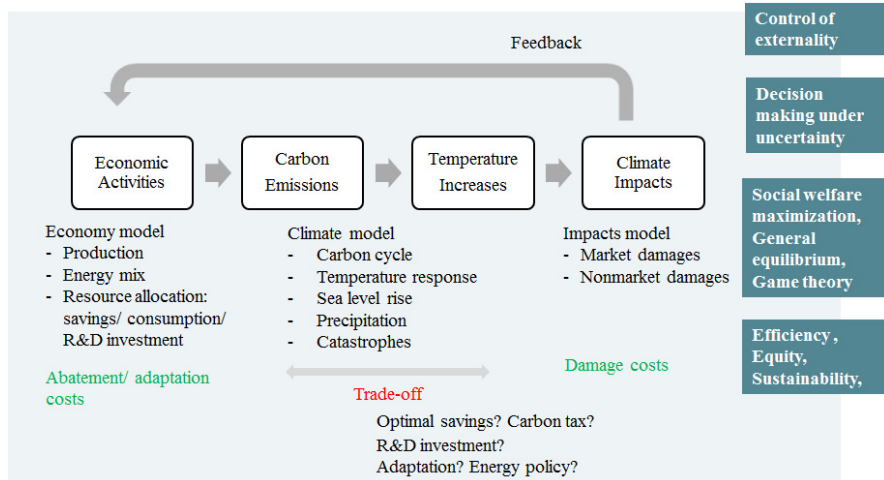 Feedback
Economic
Activities
Carbon
Emissions
Temperature
Increases
Climate
Impacts
Economy model
- Production
- Energy mix
- Resource allocation:
savings/ consumption/
R&D investment
Abatement/ adaptation
costs
Climate model
- Carbon cycle
- Temperature response
- Sea level rise
- Precipitation
- Catastrophes
Impacts model
- Market damages
- Nonmarket damages
Damage costs
Trade-off
Optimal savings? Carbon tax?
R&D investment?
Adaptation? Energy policy?
Control of
externality
Decision
making under
uncertainty
Social welfare
maximization,
General
equilibrium,
Game theory
Efficiency ,
Equity,
Sustainability,